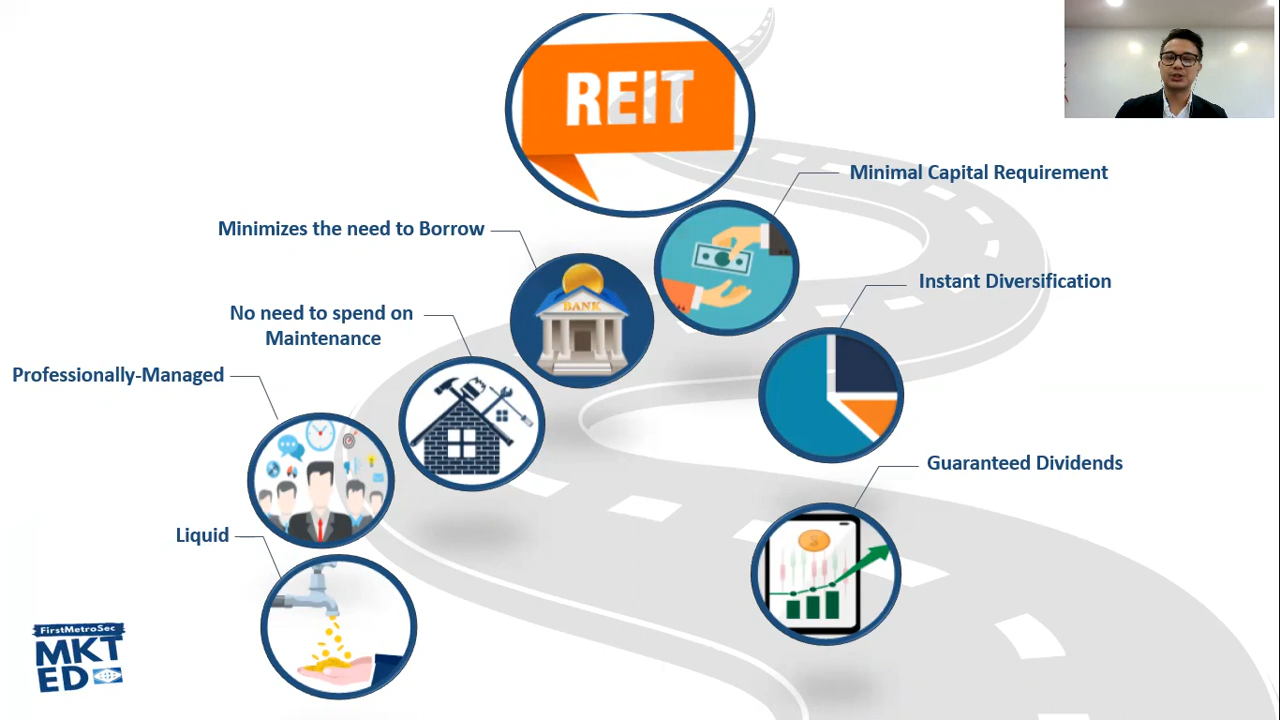 REIT
Minimal Capital Requirement
Minimizes the need to Borrow
BANK
Instant Diversification
No need to spend on
Maintenance
Professionally-Managed
Guaranteed Dividends
Liquid
FirstMetroSec
MKT
ED